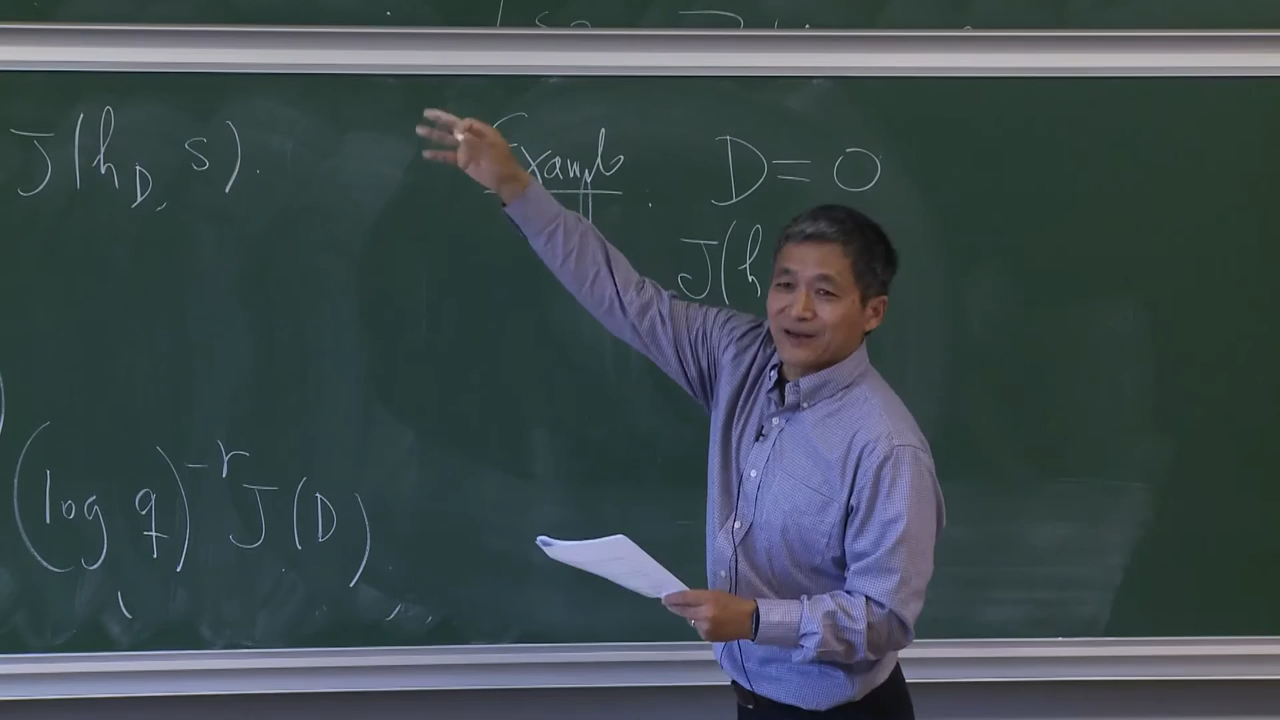 J(h_D, s).
(log q)^{-r} J(D)
Example. D = 0
J(h